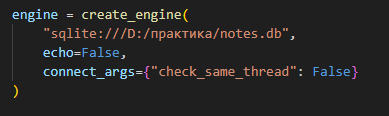 engine = create_engine(
    "sqlite:///D:/практика/notes.db",
    echo=False,
    connect_args={"check_same_thread": False}
)